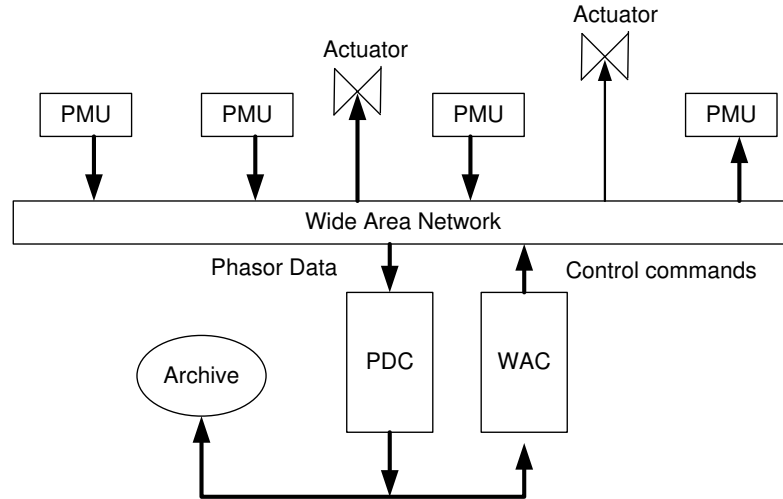 Actuator
Actuator
PMU
PMU
PMU
PMU
Wide Area Network
Phasor Data
Control commands
Archive
PDC
WAC